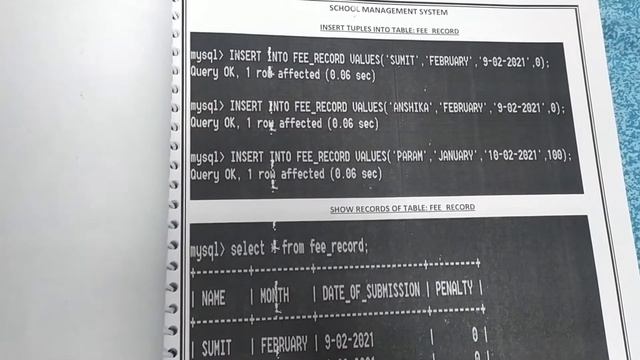 SCHOOL MANAGEMENT SYSTEM
INSERT TUPLES INTO TABLE: FEE_RECORD
mysql> INSERT INTO FEE_RECORD VALUES('SUMIT','FEBRUARY','9-02-2021',0);
Query OK, 1 row affected (0.06 sec)
mysql> INSERT INTO FEE_RECORD VALUES('ANSHIKA','FEBRUARY','9-02-2021',0);
Query OK, 1 row affected (0.06 sec)
mysql> INSERT INTO FEE_RECORD VALUES('PARAM','JANUARY','10-02-2021',100);
Query OK, 1 row affected (0.06 sec)
SHOW RECORDS OF TABLE: FEE_RECORD
mysql> select * from fee_record;
| NAME | MONTH | DATE_OF_SUBMISSION | PENALTY |
| SUMIT | FEBRUARY | 9-02-2021 | 0 |